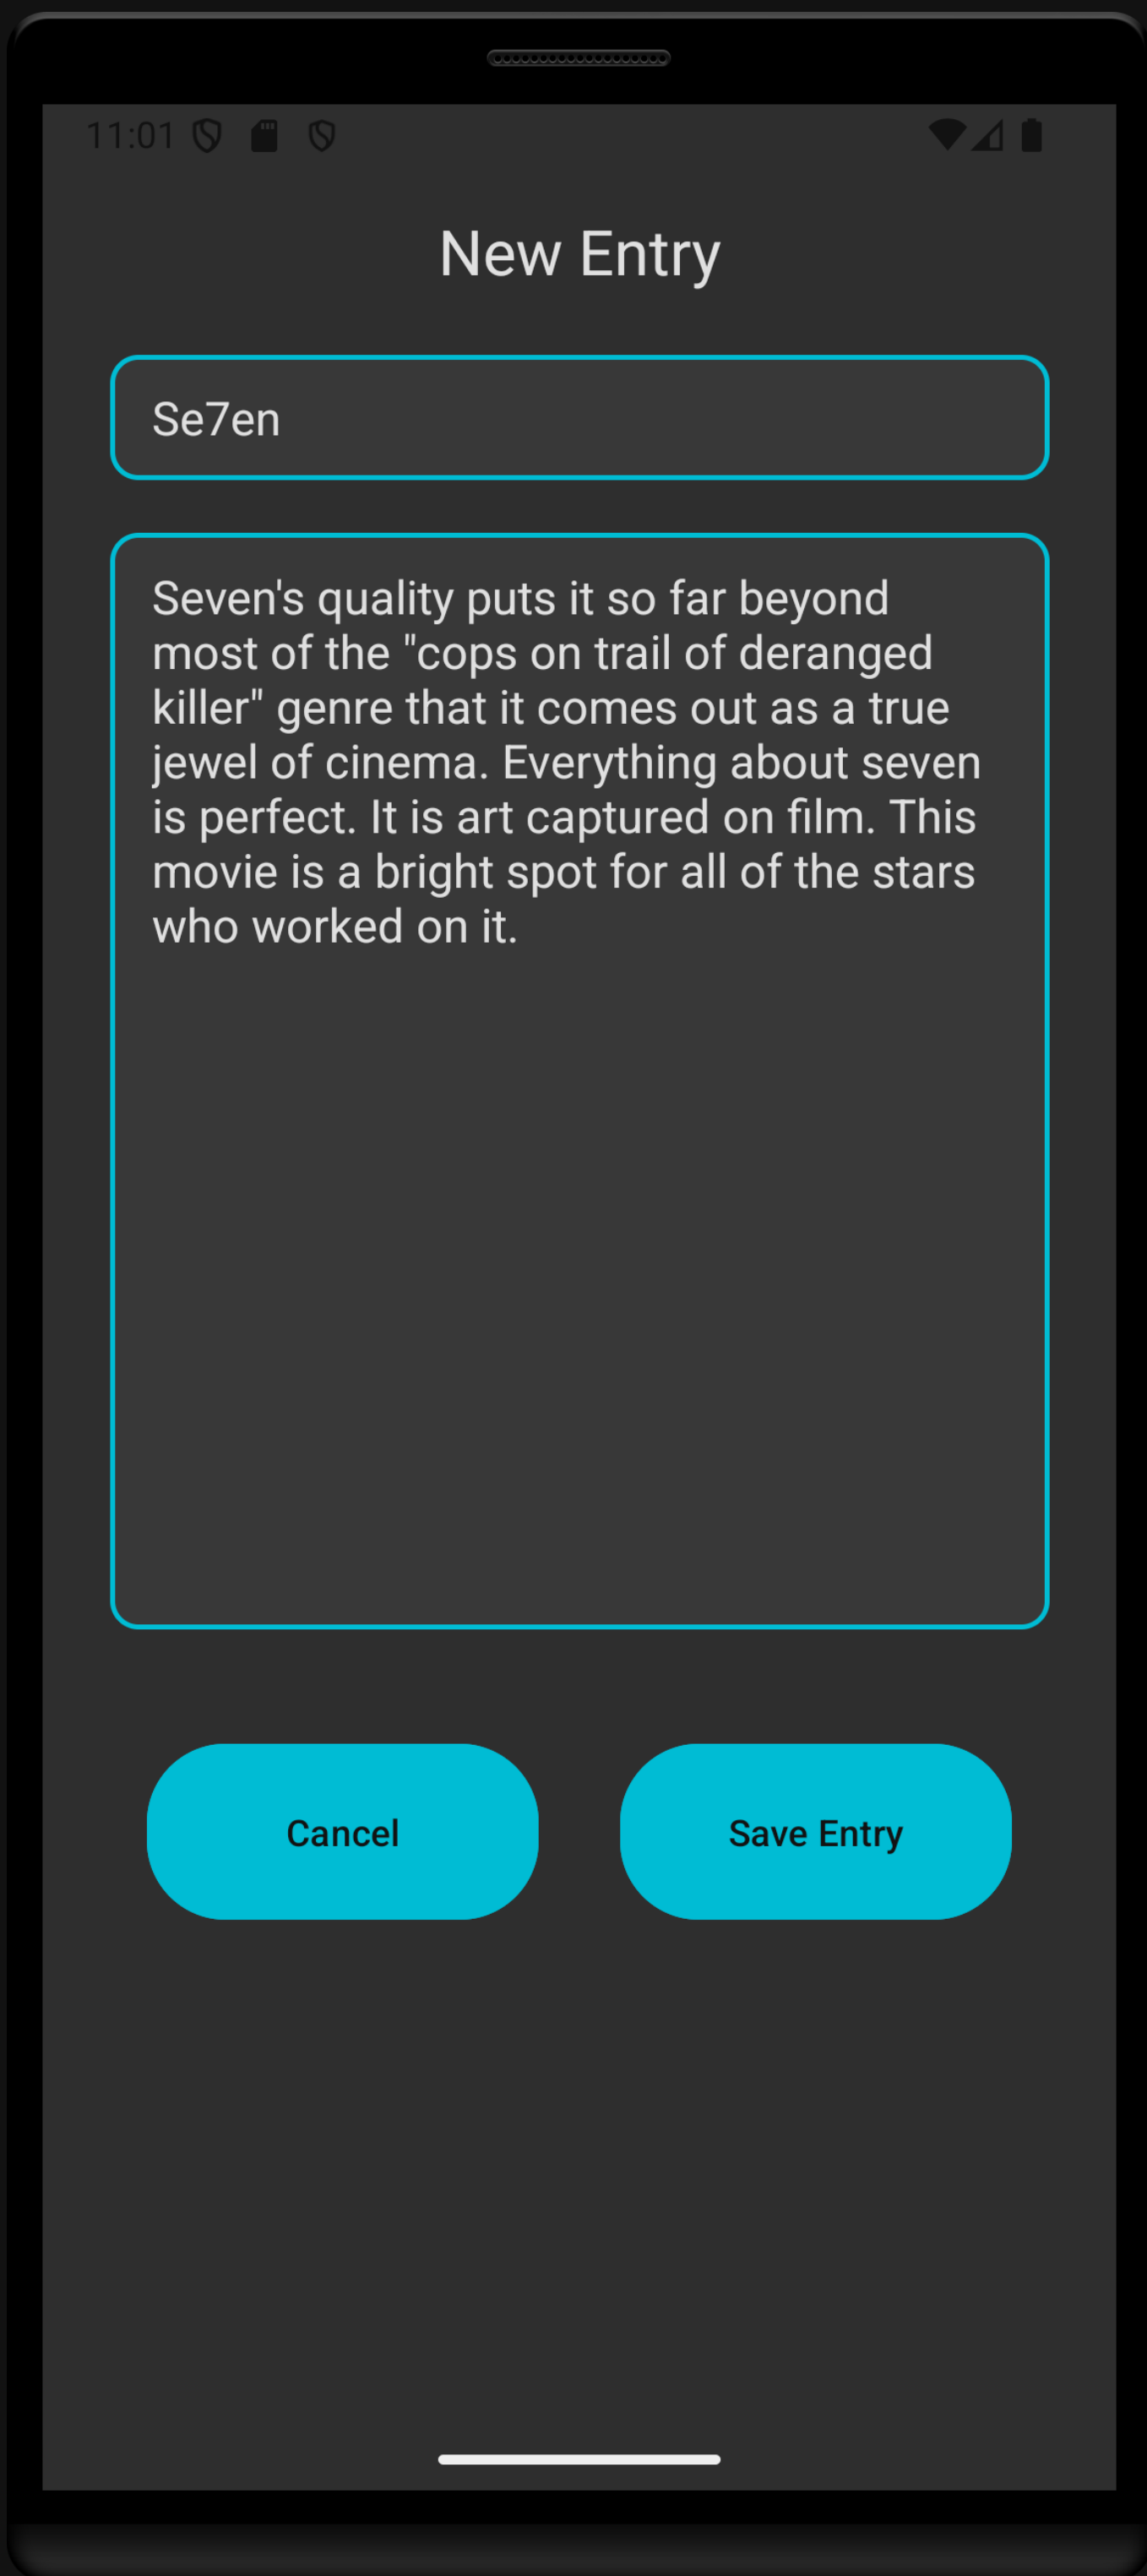 11:01
New Entry
Se7en
Seven's quality puts it so far beyond
most of the "cops on trail of deranged
killer" genre that it comes out as a true
jewel of cinema. Everything about seven
is perfect. It is art captured on film. This
movie is a bright spot for all of the stars
who worked on it.
Cancel
Save Entry